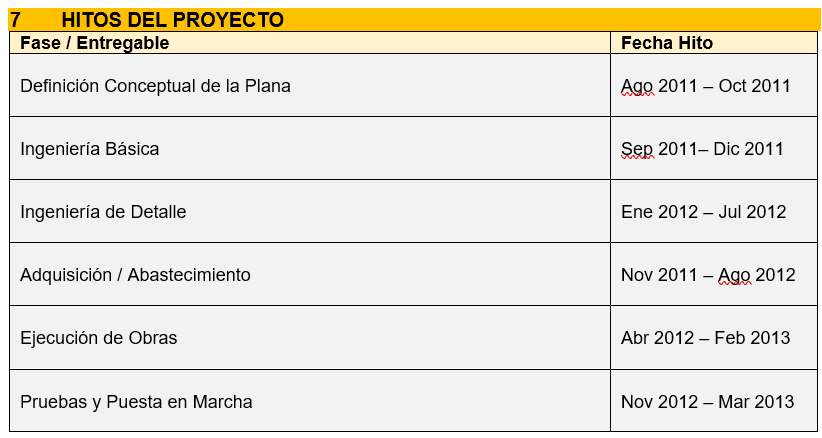 7 HITOS DEL PROYECTO
Fase / Entregable Fecha Hito
Definición Conceptual de la Plana Ago 2011 – Oct 2011
Ingeniería Básica Sep 2011– Dic 2011
Ingeniería de Detalle Ene 2012 – Jul 2012
Adquisición / Abastecimiento Nov 2011 – Ago 2012
Ejecución de Obras Abr 2012 – Feb 2013
Pruebas y Puesta en Marcha Nov 2012 – Mar 2013